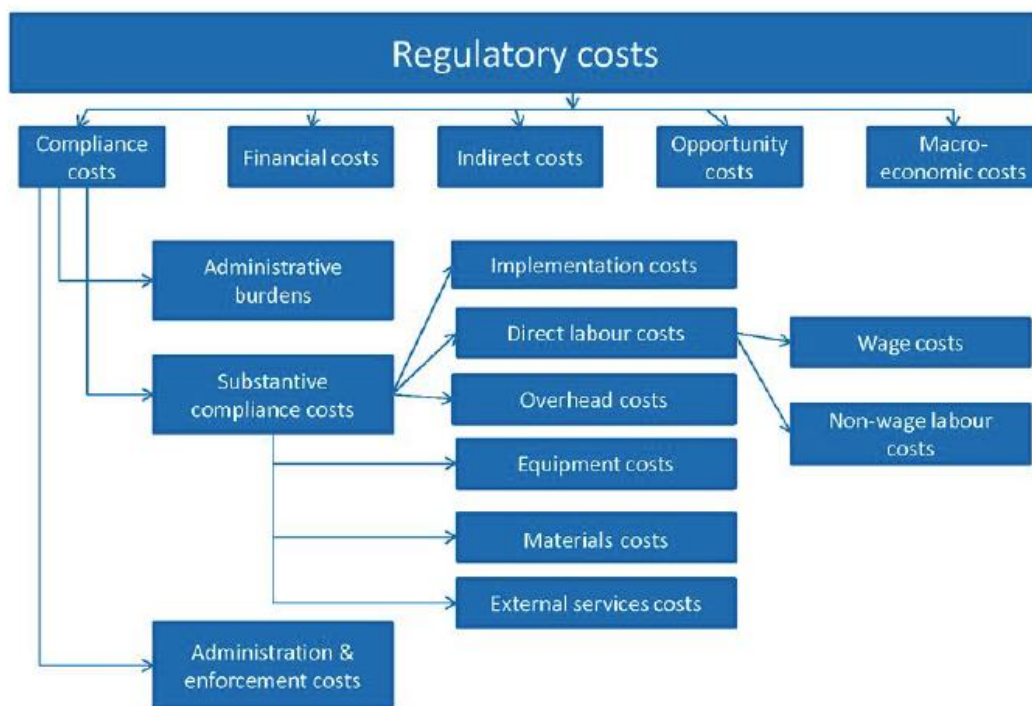 Regulatory costs
Compliance
costs
Financial costs
Indirect costs
Opportunity
costs
Macro-
economic costs
Administrative
burdens
Implementation costs
Direct labour costs
Wage costs
Substantive
compliance costs
Overhead costs
Non-wage labour
costs
Equipment costs
Materials costs
External services costs
Administration &
enforcement costs